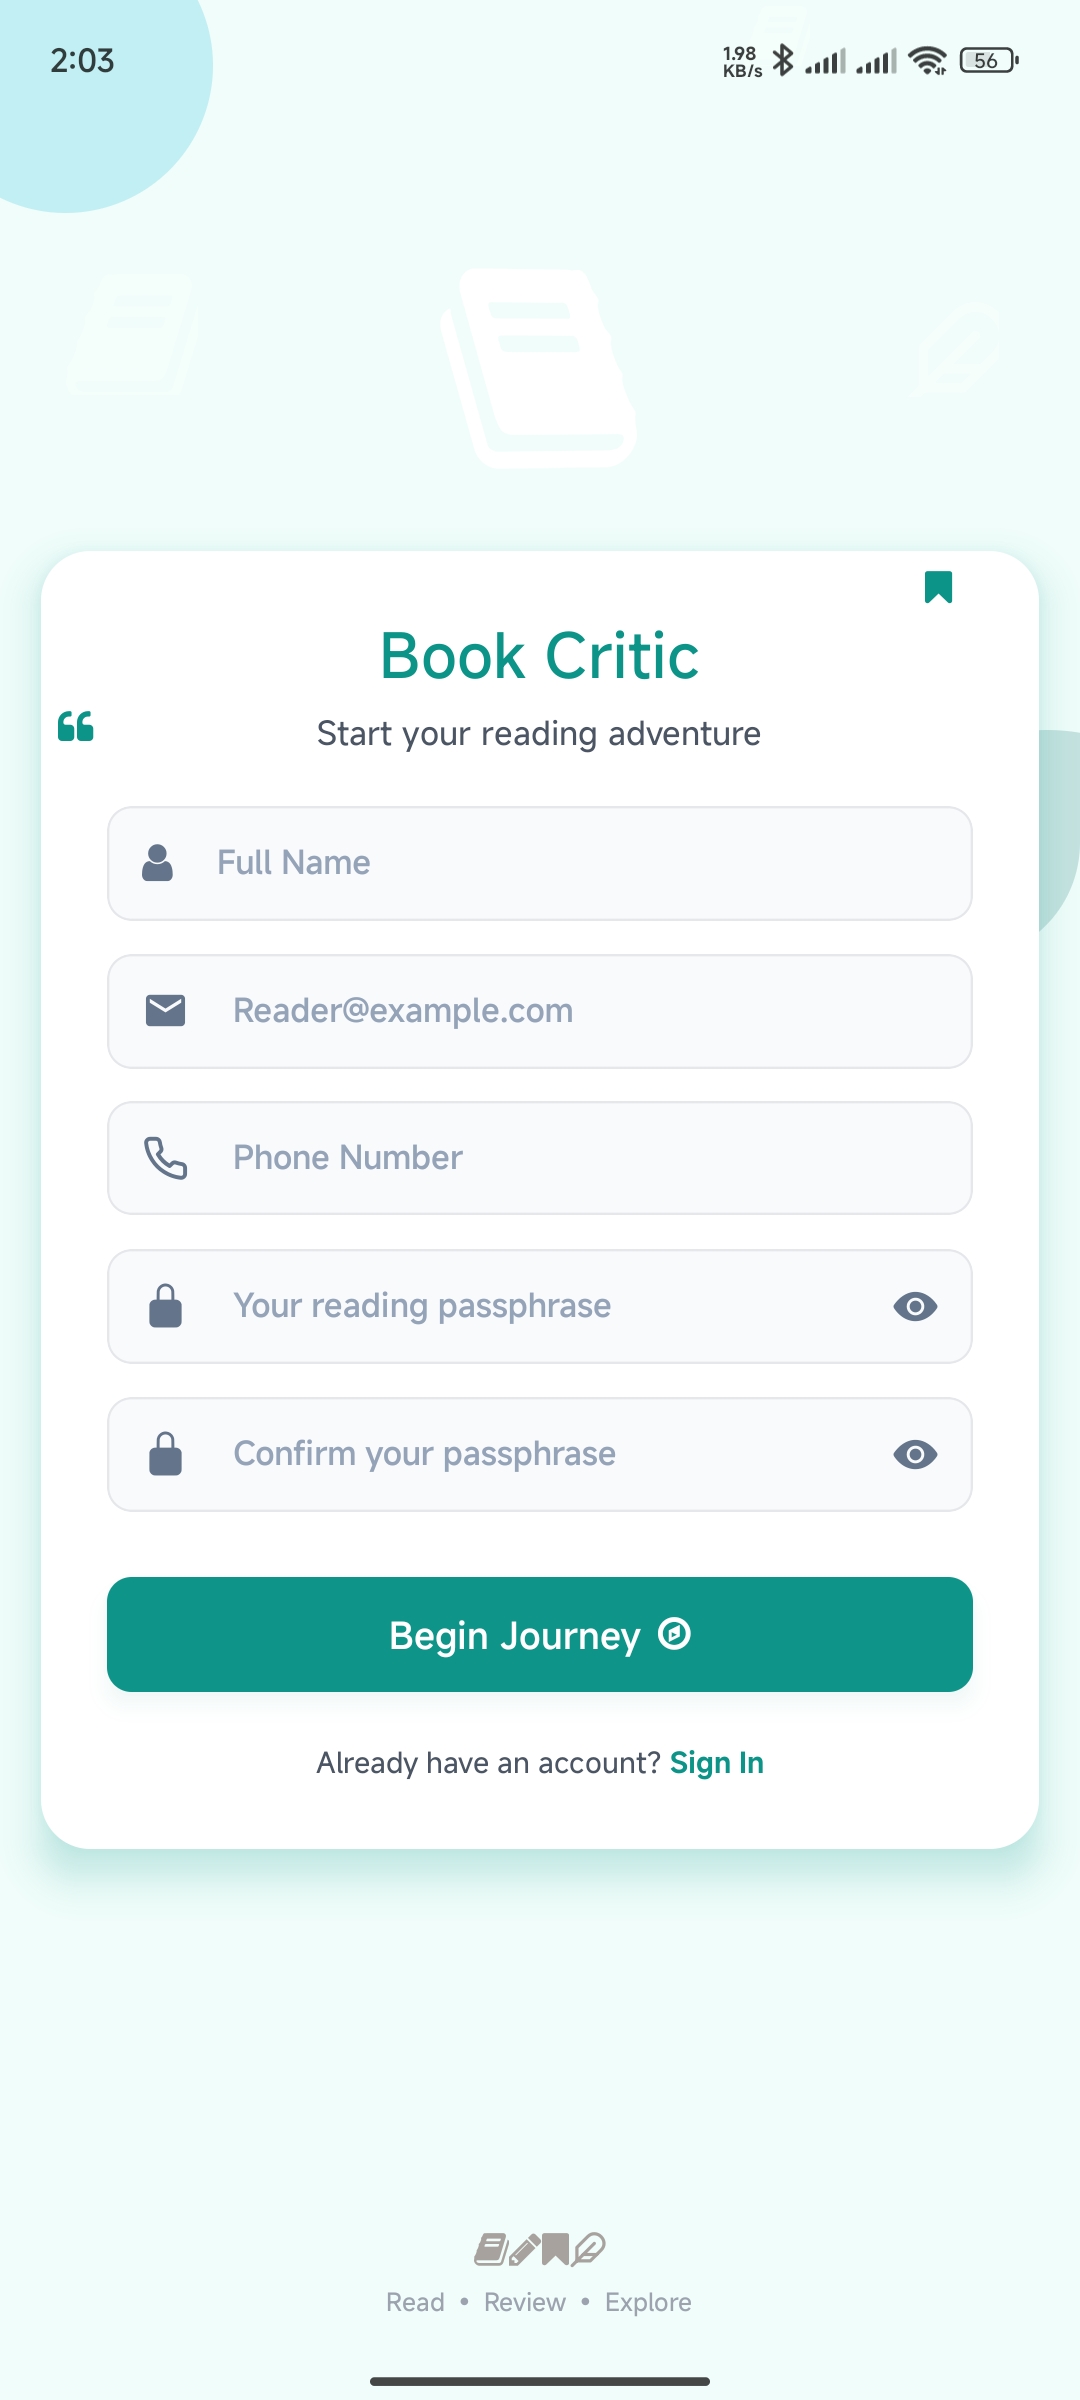 2:03
1.98
KB/s
56
Book Critic
Start your reading adventure
Full Name
Reader@example.com
Phone Number
Your reading passphrase
Confirm your passphrase
Begin Journey
Already have an account? Sign In
Read • Review • Explore